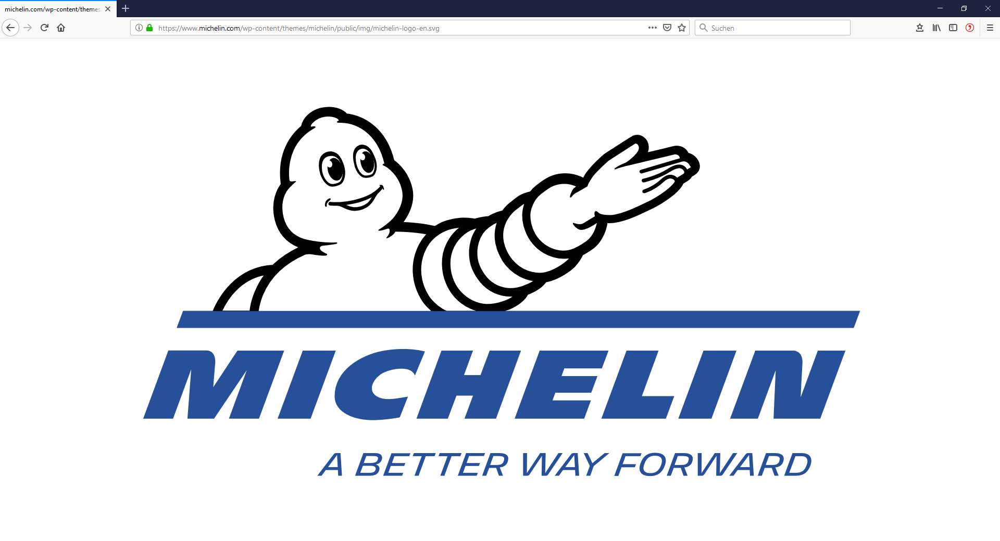 michelin.com/wp-content/themes
https://www.michelin.com/wp-content/themes/michelin/public/img/michelin-logo-en.svg
Suchen
MICHELIN
A BETTER WAY FORWARD